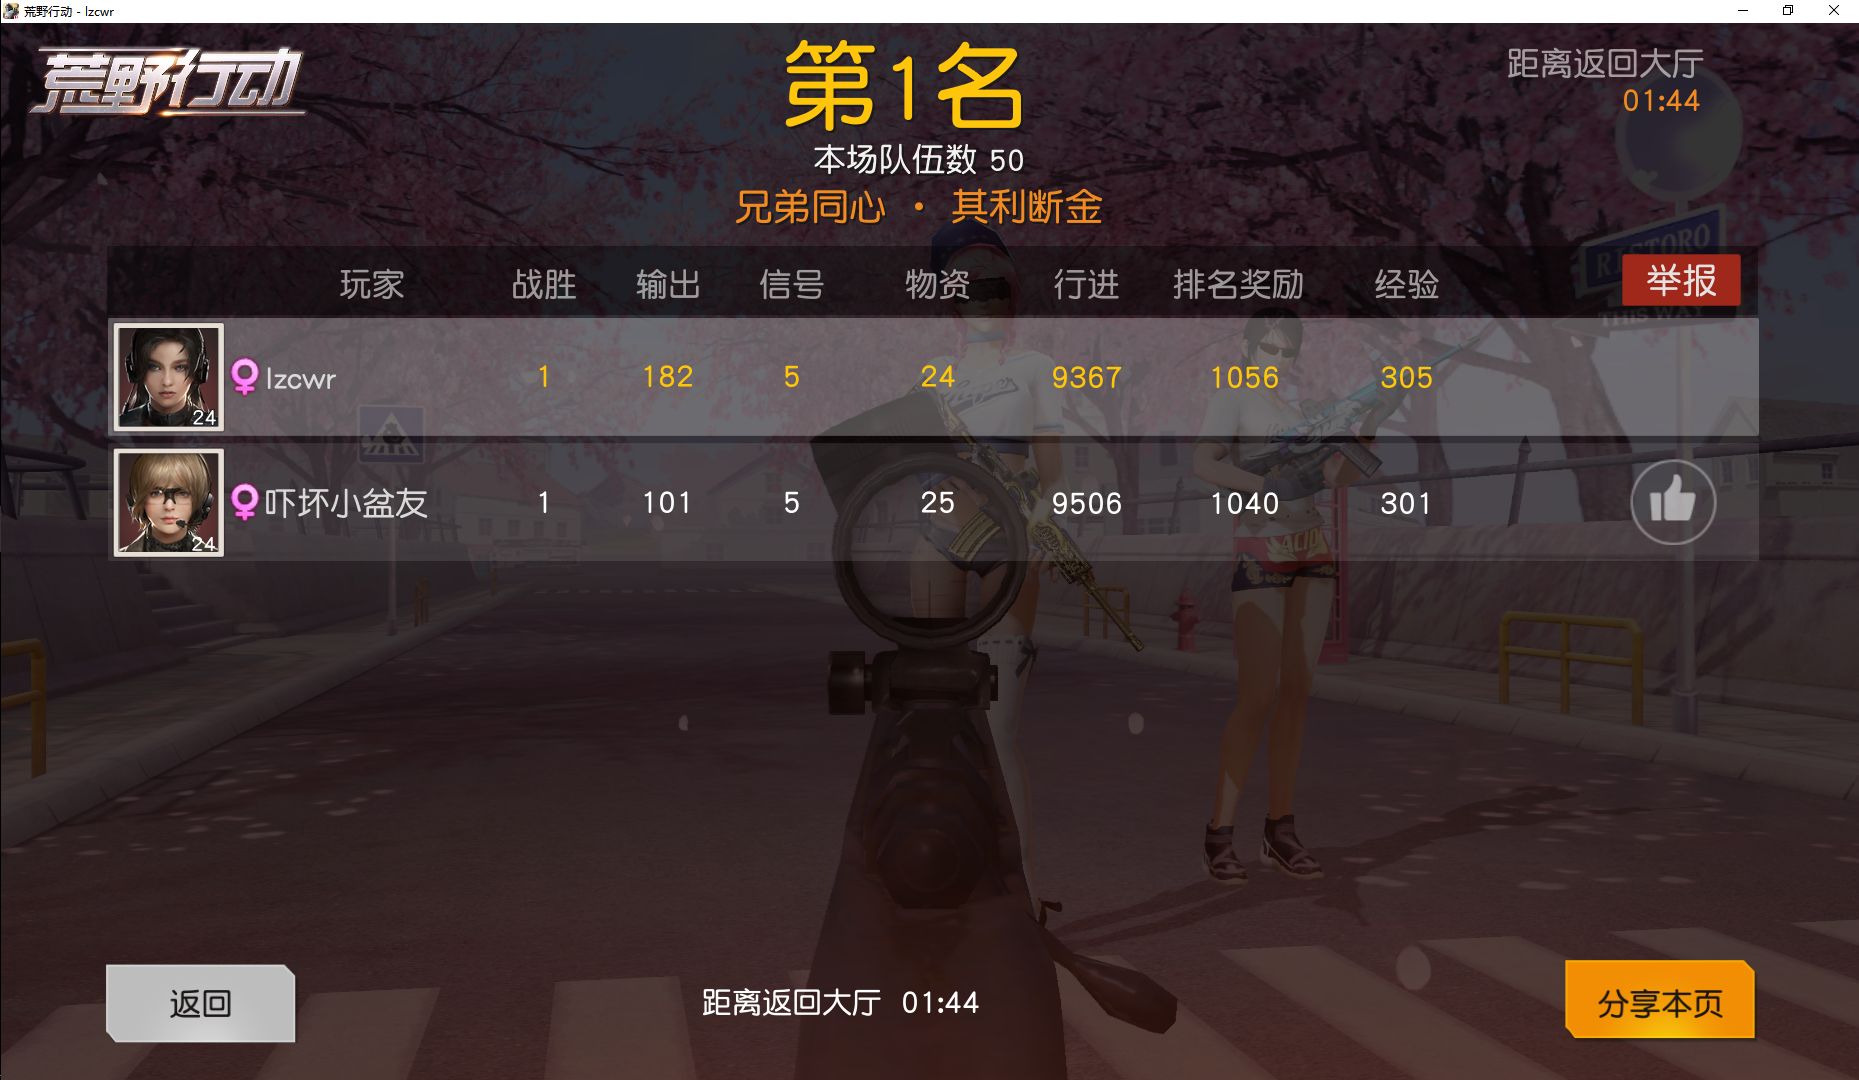 荒野行动 - lzcwr
荒野行动
第1名
距离返回大厅
01:44
本场队伍数 50
兄弟同心 · 其利断金
玩家 战胜 输出 信号 物资 行进 排名奖励 经验 举报
24 lzcwr 1 182 5 24 9367 1056 305
24 吓坏小盆友 1 101 5 25 9506 1040 301
RISTORO
THIS WAY
返回
距离返回大厅 01:44
分享本页